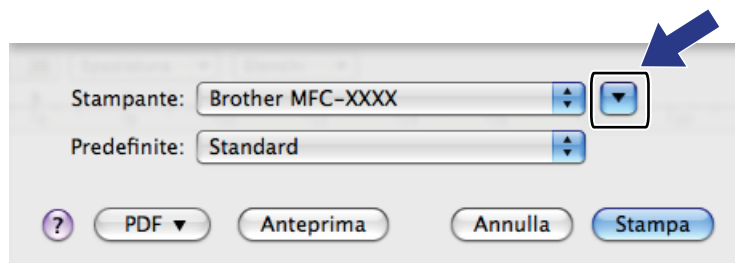 Stampante: Brother MFC-XXXX
Predefinite: Standard
? PDF Anteprima Annulla Stampa